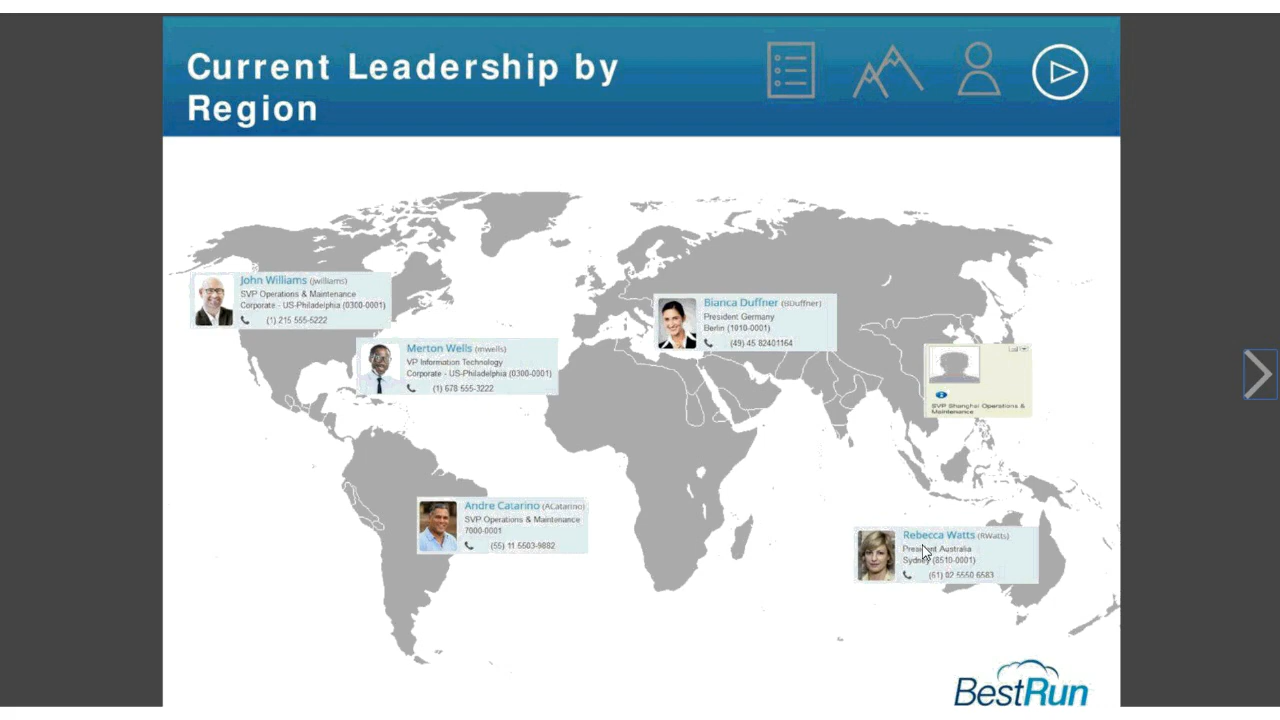 Current Leadership by
Region
John Williams (jwilliams)
SVP Operations & Maintenance
Corporate - US-Philadelphia (0300-0001)
(1) 215 555-5222
Bianca Duffner (BDuffner)
President Germany
Berlin (1010-0001)
(49) 45 82401164
Merton Wells (mwells)
VP Information Technology
Corporate - US-Philadelphia (0300-0001)
(1) 678 555-3222
SVP Shanghai Operations &
Maintenance
Andre Catarino (ACatarino)
SVP Operations & Maintenance
7000-0001
(55) 11 5503-9882
Rebecca Watts (RWatts)
President Australia
Sydney (8510-0001)
(61) 02 5550 6583
BestRun